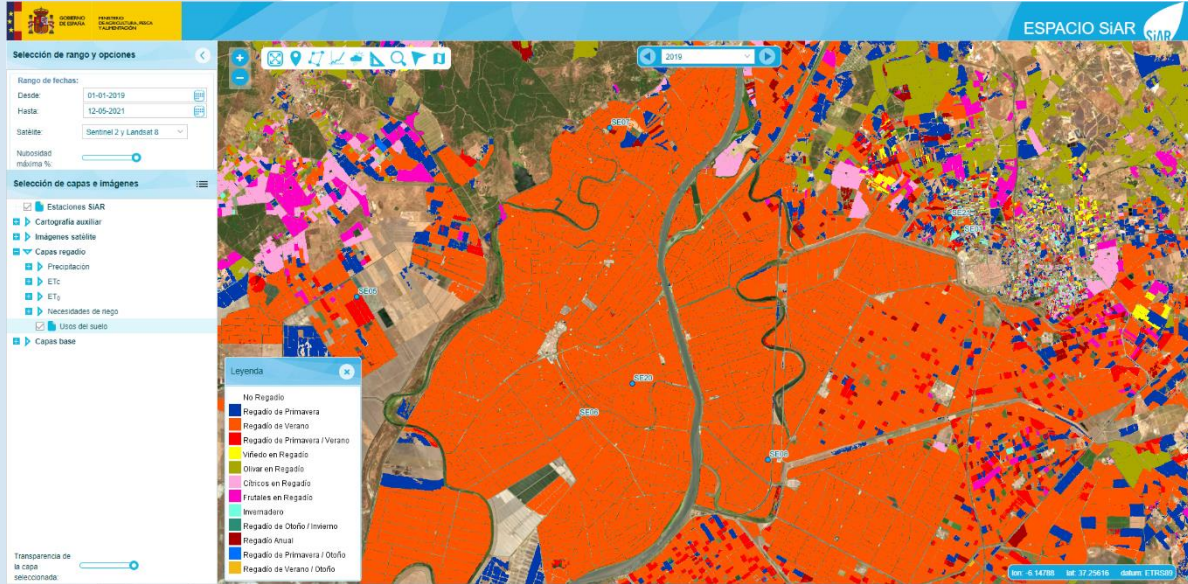 GOBIERNO
DE ESPAÑA
MINISTERIO
DE AGRICULTURA, PESCA
Y ALIMENTACIÓN
ESPACIO SiAR
SiAR
Selección de rango y opciones
Rango de fechas:
Desde: 01-01-2019
Hasta: 12-05-2021
Satélite: Sentinel 2 y Landsat 8
Nubosidad
máxima %:
Selección de capas e imágenes
Estaciones SiAR
Cartografía auxiliar
Imágenes satélite
Capas regadío
Precipitación
ETc
ET0
Necesidades de riego
Usos del suelo
Capas base
Transparencia de
la capa
seleccionada:
2019
SE20
SE08
Leyenda
No Regadío
Regadío de Primavera
Regadío de Verano
Regadío de Primavera / Verano
Viñedo en Regadío
Olivar en Regadío
Cítricos en Regadío
Frutales en Regadío
Invernadero
Regadío de Otoño / Invierno
Regadío Anual
Regadío de Primavera / Otoño
Regadío de Verano / Otoño
lon: -6.14788 lat: 37.25616 datum: ETRS89